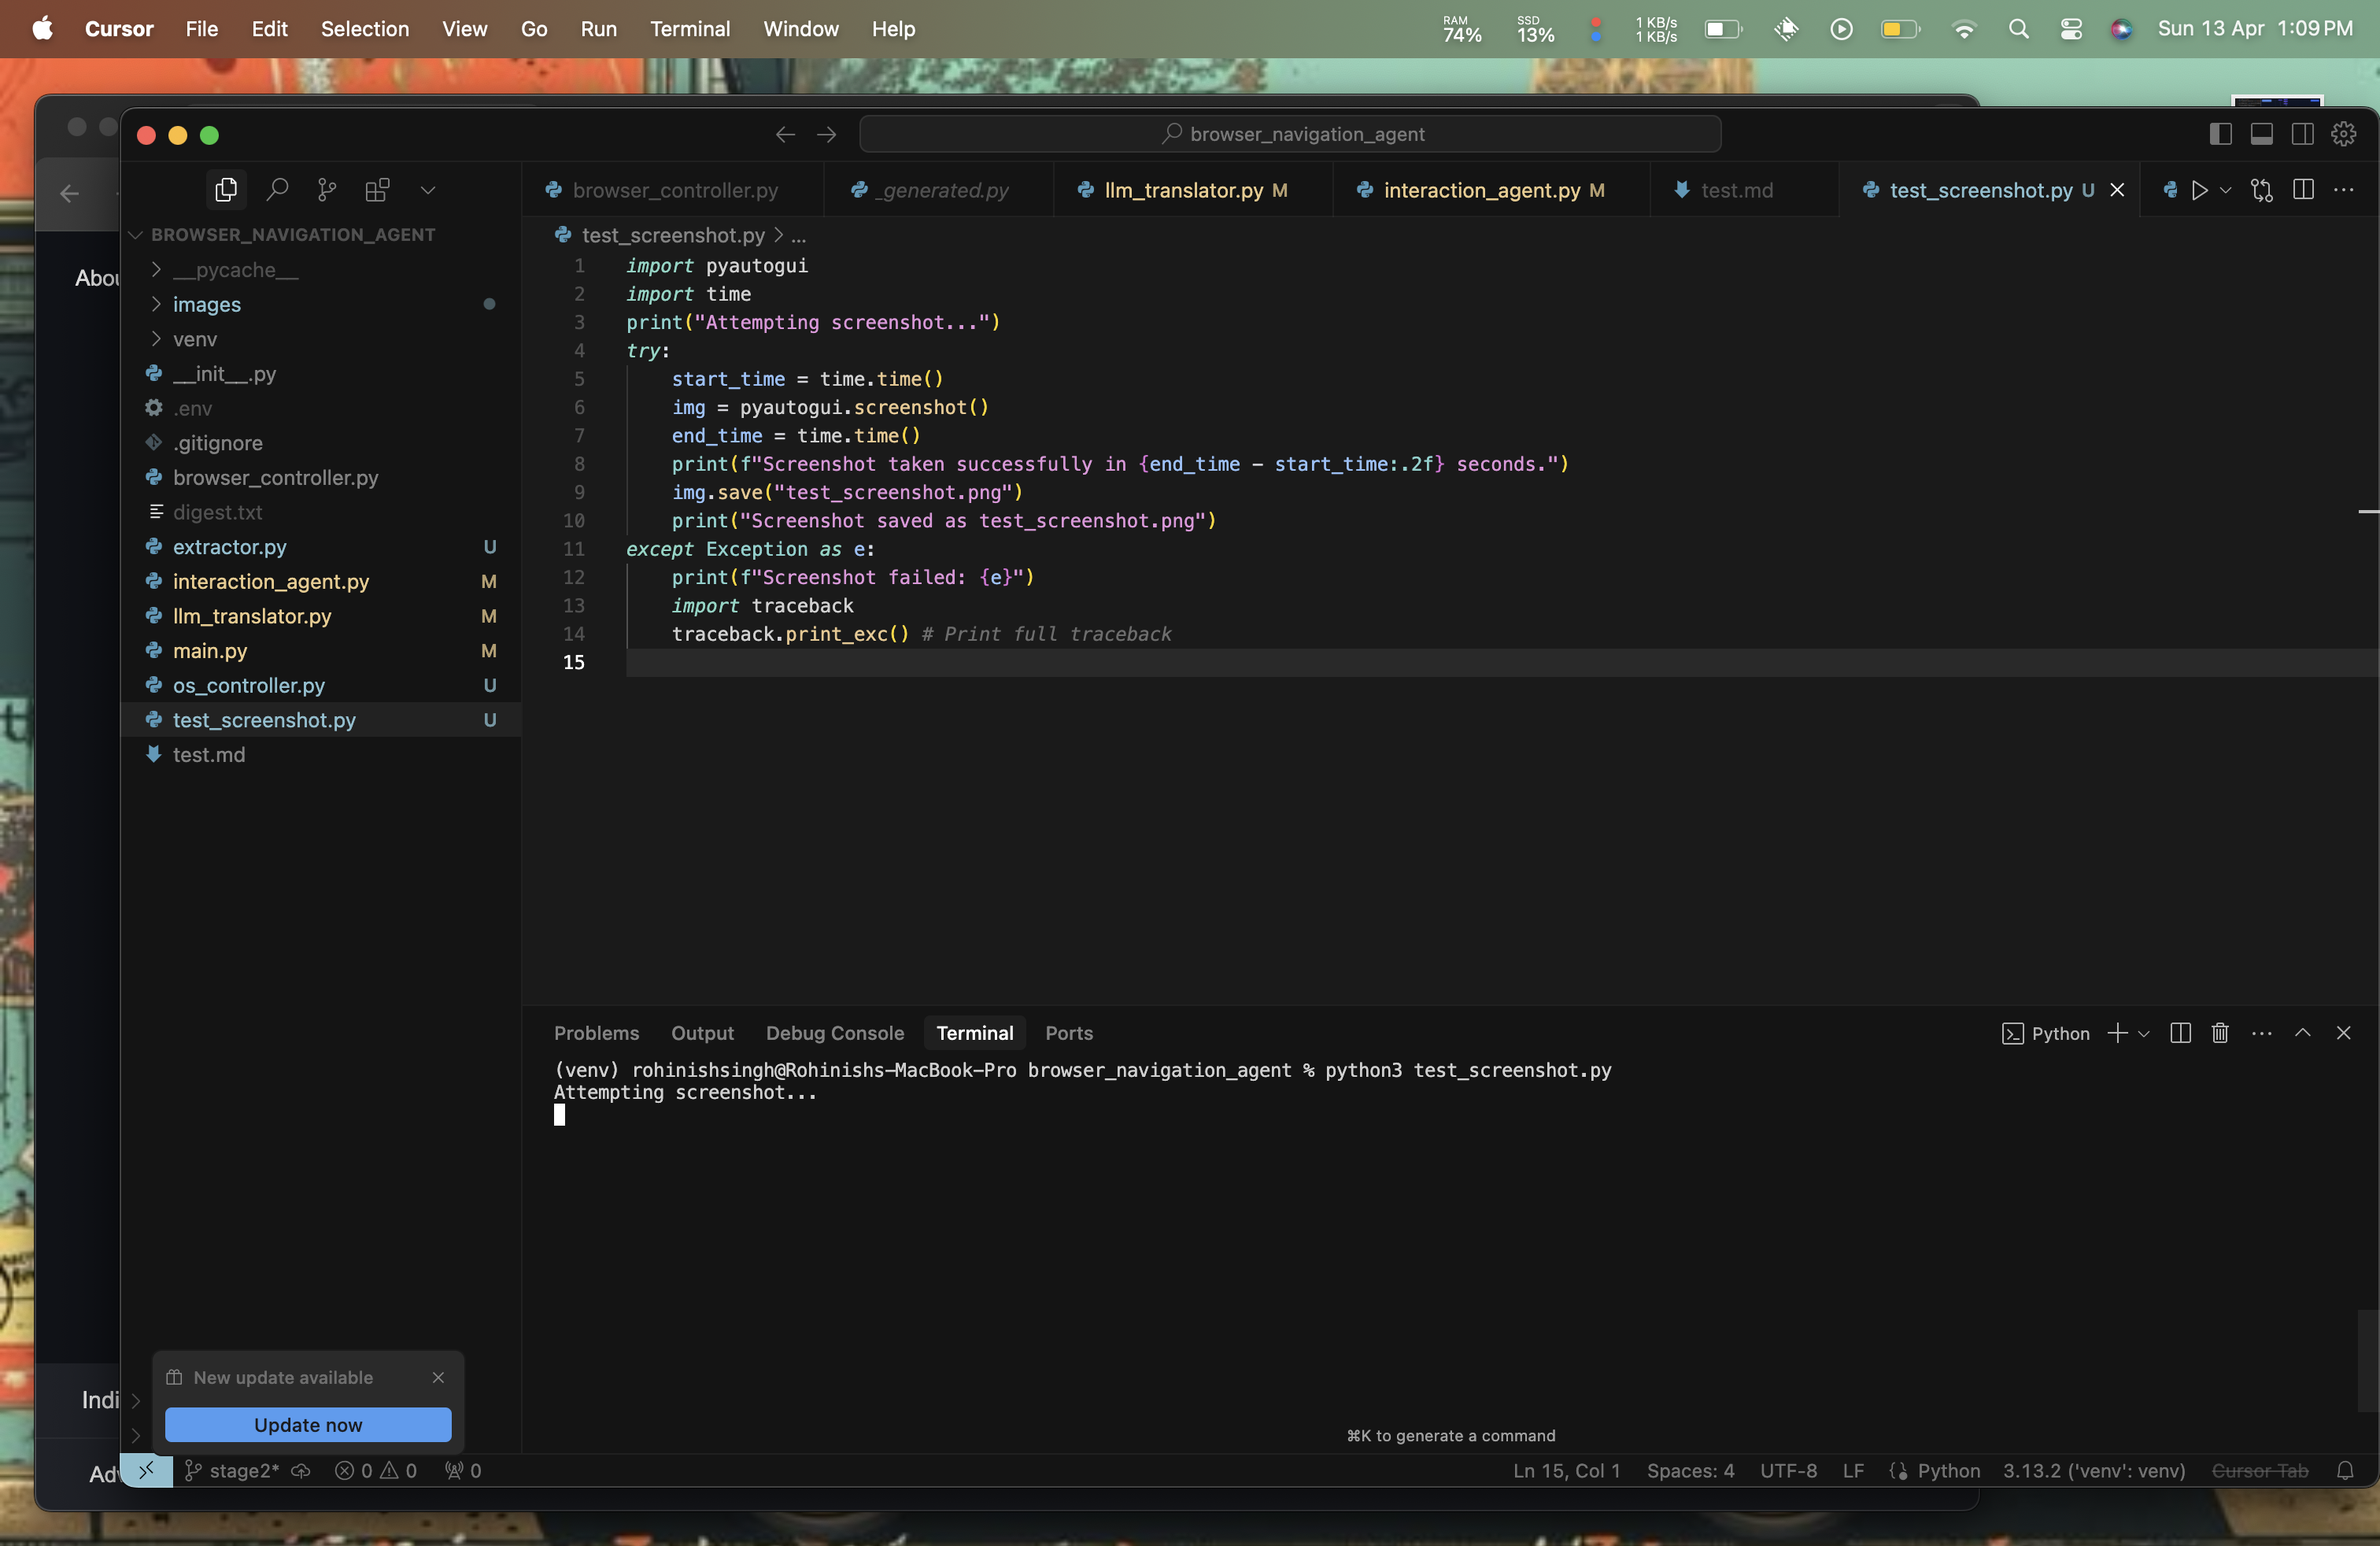 Cursor File Edit Selection View Go Run Terminal Window Help
RAM 74% SSD 13% 1 KB/s 1 KB/s Sun 13 Apr 1:09 PM
browser_navigation_agent
browser_controller.py _generated.py llm_translator.py M interaction_agent.py M test.md test_screenshot.py U
BROWSER_NAVIGATION_AGENT
__pycache__
images
venv
__init__.py
.env
.gitignore
browser_controller.py
digest.txt
extractor.py U
interaction_agent.py M
llm_translator.py M
main.py M
os_controller.py U
test_screenshot.py U
test.md
test_screenshot.py > ...
1 import pyautogui
2 import time
3 print("Attempting screenshot...")
4 try:
5 start_time = time.time()
6 img = pyautogui.screenshot()
7 end_time = time.time()
8 print(f"Screenshot taken successfully in {end_time - start_time:.2f} seconds.")
9 img.save("test_screenshot.png")
10 print("Screenshot saved as test_screenshot.png")
11 except Exception as e:
12 print(f"Screenshot failed: {e}")
13 import traceback
14 traceback.print_exc() # Print full traceback
15
Problems Output Debug Console Terminal Ports Python
(venv) rohinishsingh@Rohinishs-MacBook-Pro browser_navigation_agent % python3 test_screenshot.py
Attempting screenshot...
⌘K to generate a command
New update available
Update now
Abou
Indi
Adv
stage2* 0 0 0
Ln 15, Col 1 Spaces: 4 UTF-8 LF Python 3.13.2 ('venv': venv) Cursor Tab